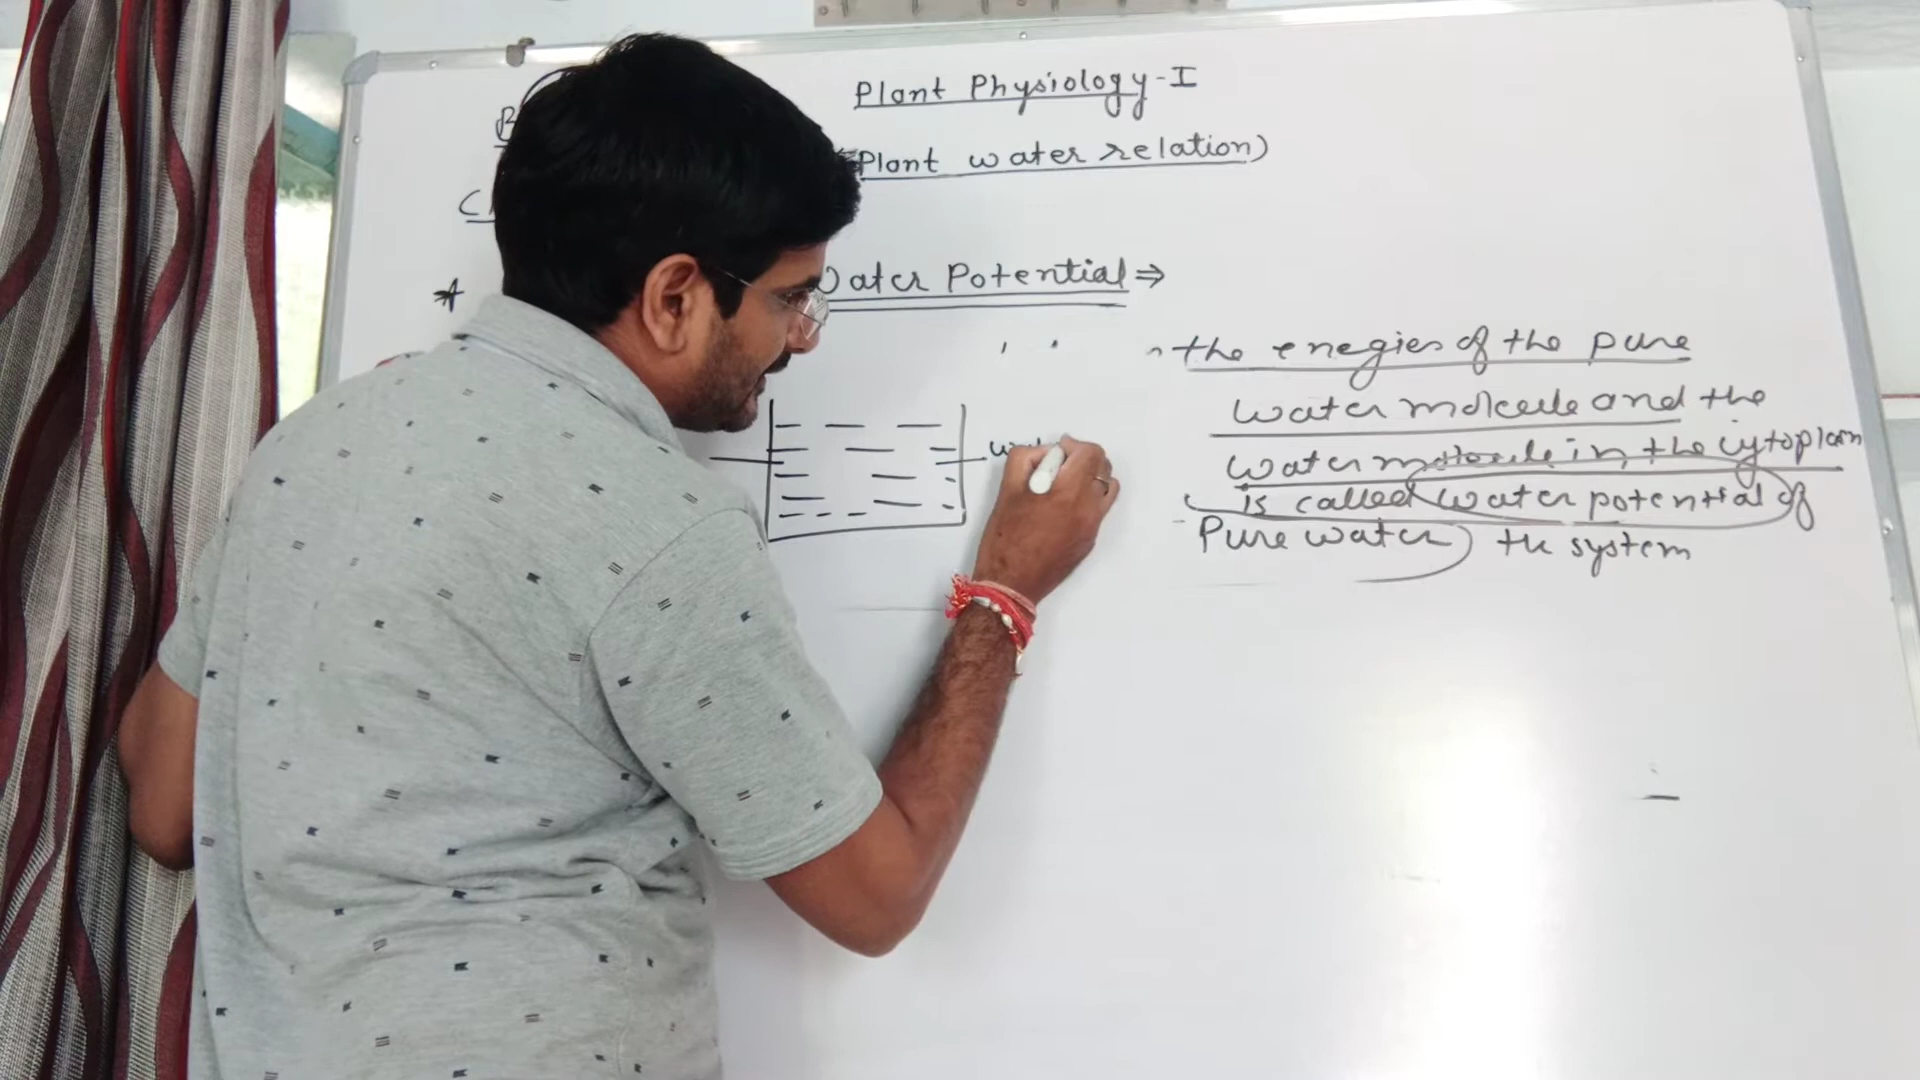 Plant Physiology-I
Plant water relation)
Water Potential ⇒
the enegies of the pure
water molecule and the
water molecule in the cytoplasm
is called water potential of
Pure water) the system